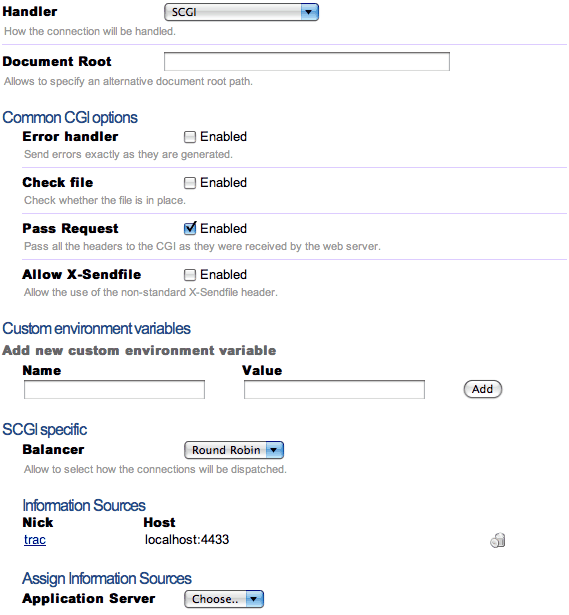 Handler SCGI
How the connection will be handled.
Document Root
Allows to specify an alternative document root path.
Common CGI options
Error handler Enabled
Send errors exactly as they are generated.
Check file Enabled
Check whether the file is in place.
Pass Request Enabled
Pass all the headers to the CGI as they were received by the web server.
Allow X-Sendfile Enabled
Allow the use of the non-standard X-Sendfile header.
Custom environment variables
Add new custom environment variable
Name Value
Add
SCGI specific
Balancer Round Robin
Allow to select how the connections will be dispatched.
Information Sources
Nick Host
trac localhost:4433
Assign Information Sources
Application Server Choose..